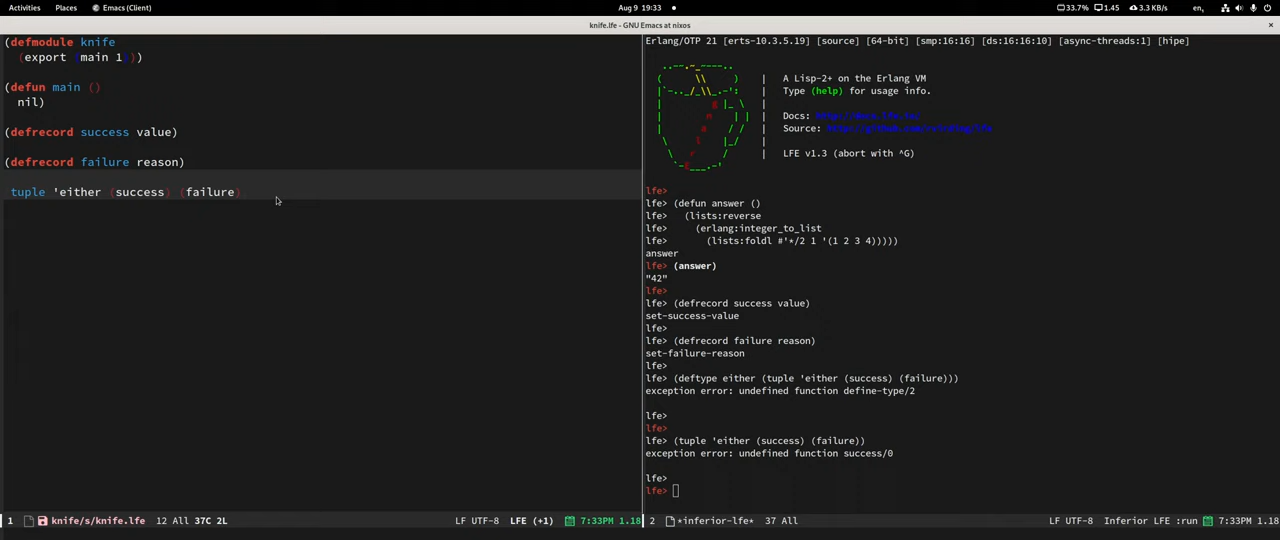 Activities Places Emacs (Client) Aug 9 19:33 33.7% 1.45 3.3 KB/s en,
knife.lfe - GNU Emacs at nixos
(defmodule knife
(export (main 1)))
(defun main ()
nil)
(defrecord success value)
(defrecord failure reason)
tuple 'either (success) (failure)
1 knife/s/knife.lfe 12 All 37C 2L LF UTF-8 LFE (+1) 7:33PM 1.18
Erlang/OTP 21 [erts-10.3.5.19] [source] [64-bit] [smp:16:16] [ds:16:16:10] [async-threads:1] [hipe]
..-~.~_~---..
( \\ ) | A Lisp-2+ on the Erlang VM
|`-.._/_\\_.-': | Type (help) for usage info.
| g |_ \ |
| n | | | Docs:
| a / / | Source:
\ l |_/ |
\ r / | LFE v1.3 (abort with ^G)
`-E___.-'
lfe>
lfe> (defun answer ()
lfe> (lists:reverse
lfe> (erlang:integer_to_list
lfe> (lists:foldl #'*/2 1 '(1 2 3 4)))))
answer
lfe> (answer)
"42"
lfe>
lfe> (defrecord success value)
set-success-value
lfe>
lfe> (defrecord failure reason)
set-failure-reason
lfe>
lfe> (deftype either (tuple 'either (success) (failure)))
exception error: undefined function define-type/2
lfe>
lfe>
lfe> (tuple 'either (success) (failure))
exception error: undefined function success/0
lfe>
lfe>
2 *inferior-lfe* 37 All LF UTF-8 Inferior LFE :run 7:33PM 1.18